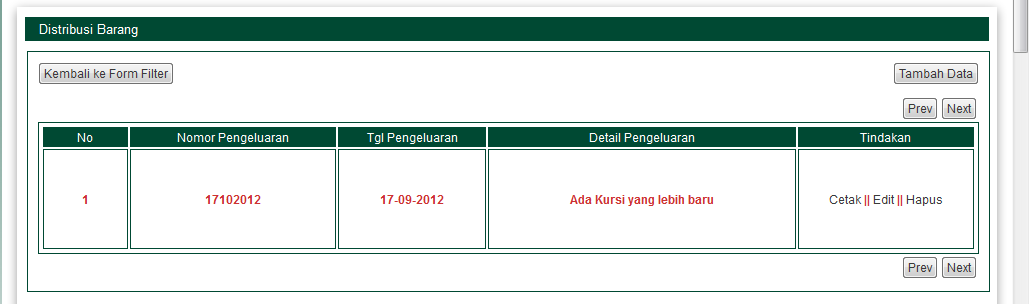 Distribusi Barang
Kembali ke Form Filter Tambah Data
Prev Next
No Nomor Pengeluaran Tgl Pengeluaran Detail Pengeluaran Tindakan
1 17102012 17-09-2012 Ada Kursi yang lebih baru Cetak || Edit || Hapus
Prev Next